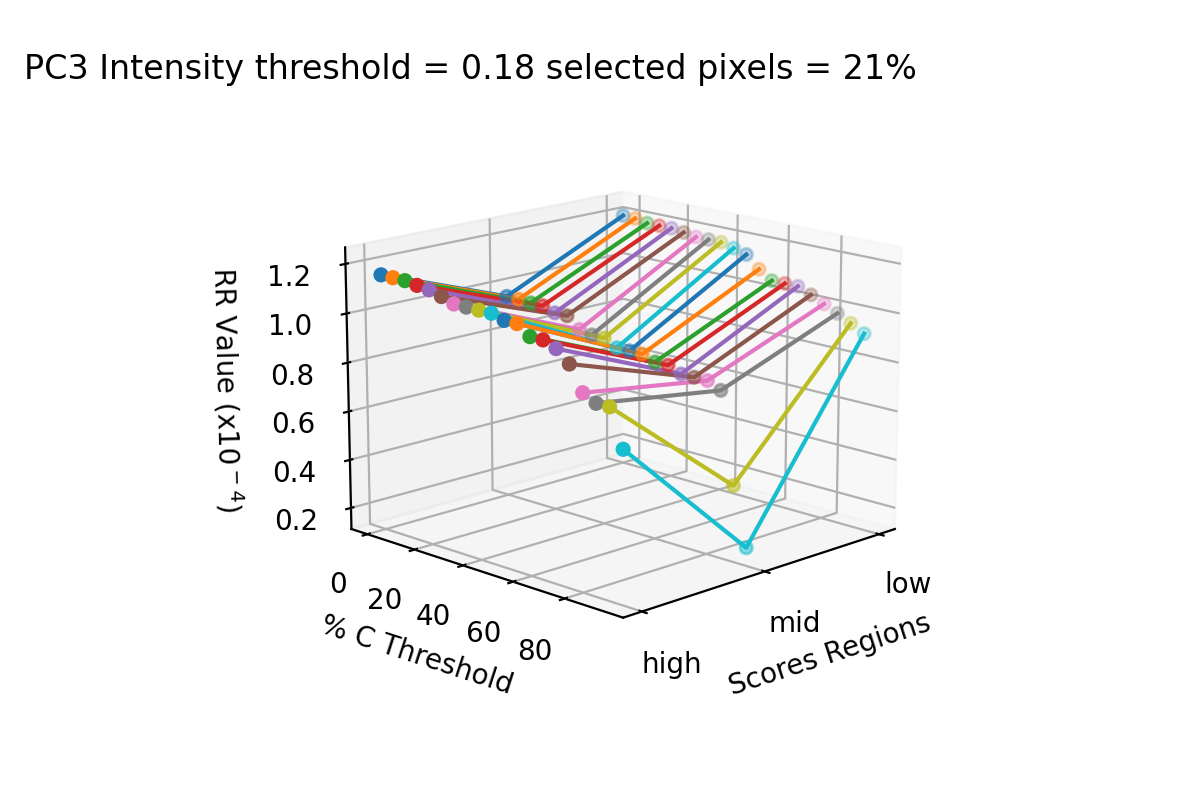 PC3 Intensity threshold = 0.18 selected pixels = 21%
RR Value (x10⁻⁴)
1.2
1.0
0.8
0.6
0.4
0.2
0
20
40
60
80
% C Threshold
high
mid
low
Scores Regions